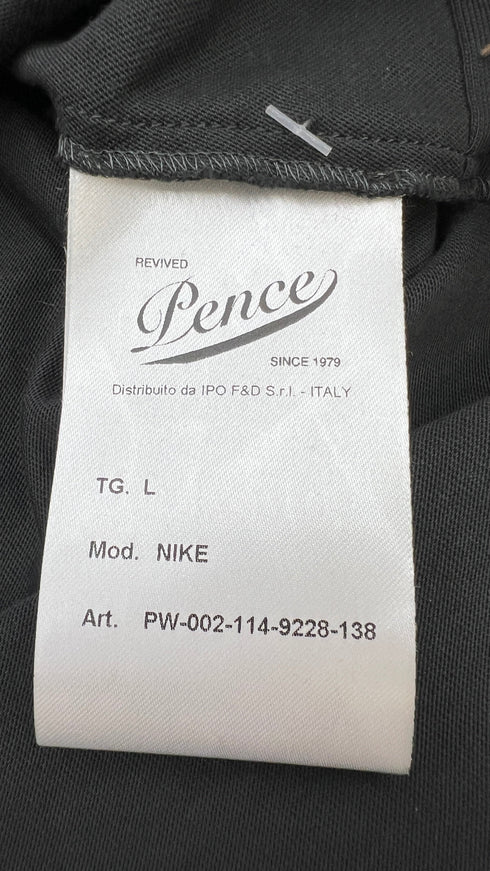 REVIVED
Pence
SINCE 1979
Distribuito da IPO F&D S.r.l. - ITALY
TG. L
Mod. NIKE
Art. PW-002-114-9228-138